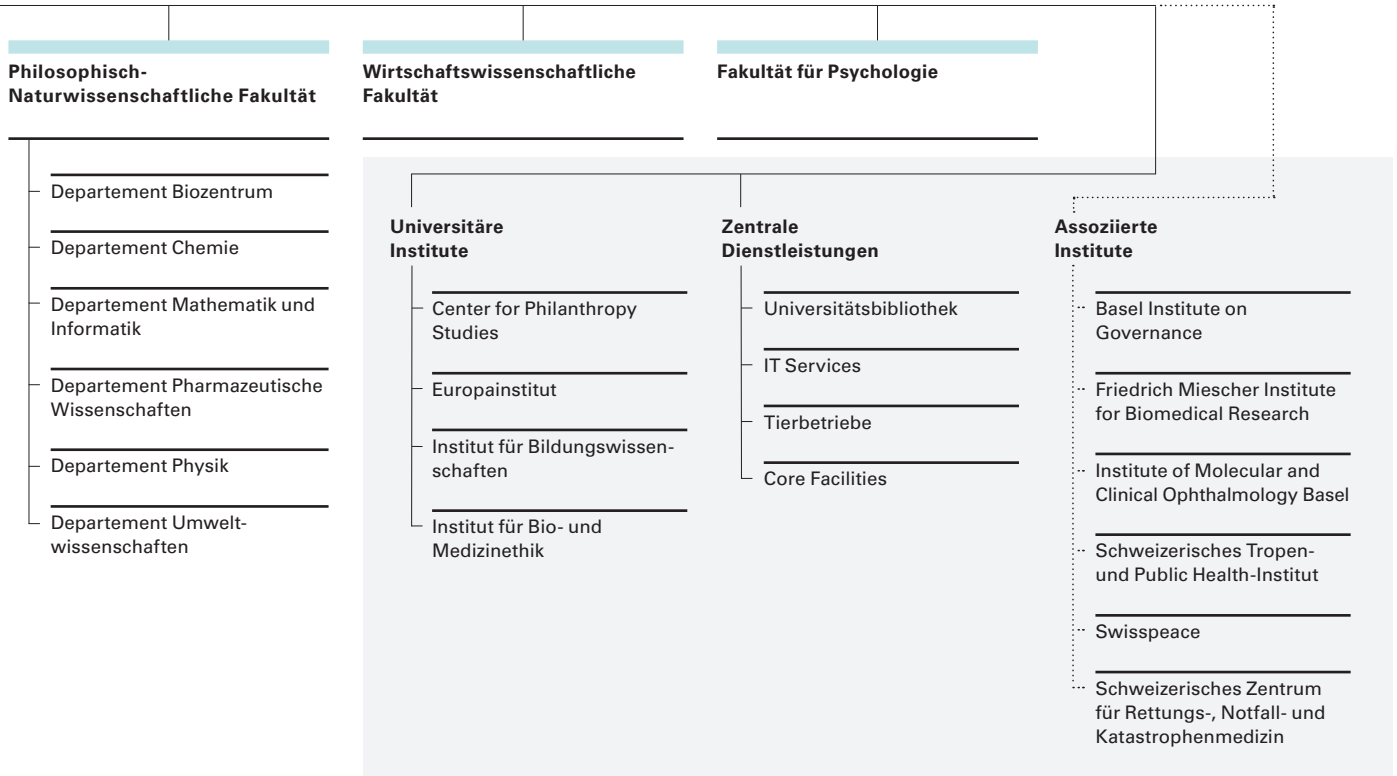 Philosophisch-
Naturwissenschaftliche Fakultät
Departement Biozentrum
Departement Chemie
Departement Mathematik und
Informatik
Departement Pharmazeutische
Wissenschaften
Departement Physik
Departement Umwelt-
wissenschaften
Wirtschaftswissenschaftliche
Fakultät
Fakultät für Psychologie
Universitäre
Institute
Center for Philanthropy
Studies
Europainstitut
Institut für Bildungswissen-
schaften
Institut für Bio- und
Medizinethik
Zentrale
Dienstleistungen
Universitätsbibliothek
IT Services
Tierbetriebe
Core Facilities
Assoziierte
Institute
Basel Institute on
Governance
Friedrich Miescher Institute
for Biomedical Research
Institute of Molecular and
Clinical Ophthalmology Basel
Schweizerisches Tropen-
und Public Health-Institut
Swisspeace
Schweizerisches Zentrum
für Rettungs-, Notfall- und
Katastrophenmedizin